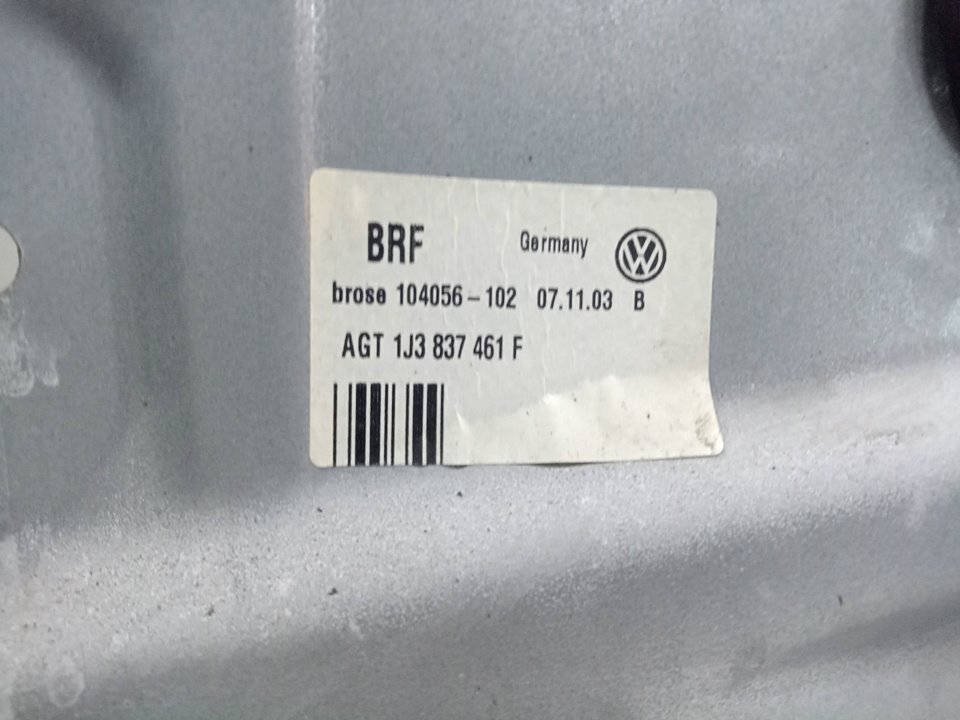 BRF Germany
brose 104056-102 07.11.03 B
AGT 1J3 837 461 F